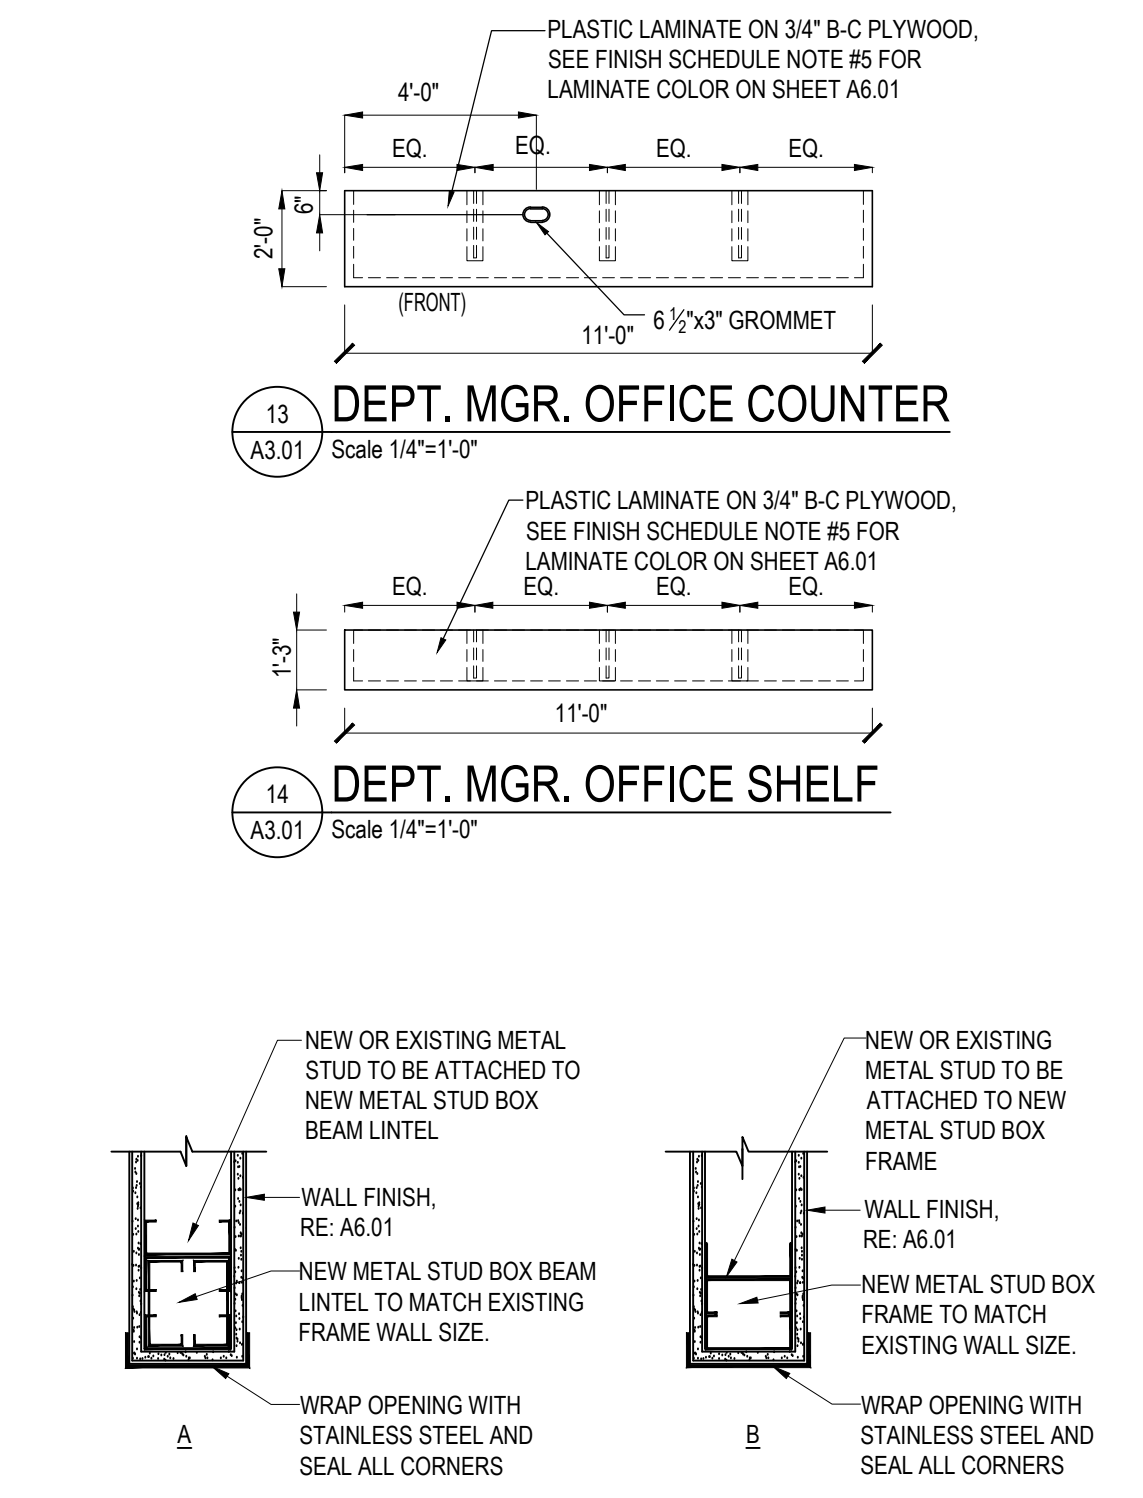 PLASTIC LAMINATE ON 3/4" B-C PLYWOOD,
SEE FINISH SCHEDULE NOTE #5 FOR
LAMINATE COLOR ON SHEET A6.01
4'-0"
EQ. EQ. EQ. EQ.
6"
2'-0"
(FRONT)
6 1/2"x3" GROMMET
11'-0"
13
A3.01
DEPT. MGR. OFFICE COUNTER
Scale 1/4"=1'-0"
PLASTIC LAMINATE ON 3/4" B-C PLYWOOD,
SEE FINISH SCHEDULE NOTE #5 FOR
LAMINATE COLOR ON SHEET A6.01
EQ. EQ. EQ. EQ.
1'-3"
11'-0"
14
A3.01
DEPT. MGR. OFFICE SHELF
Scale 1/4"=1'-0"
NEW OR EXISTING METAL
STUD TO BE ATTACHED TO
NEW METAL STUD BOX
BEAM LINTEL
WALL FINISH,
RE: A6.01
NEW METAL STUD BOX BEAM
LINTEL TO MATCH EXISTING
FRAME WALL SIZE.
WRAP OPENING WITH
STAINLESS STEEL AND
SEAL ALL CORNERS
A
NEW OR EXISTING
METAL STUD TO BE
ATTACHED TO NEW
METAL STUD BOX
FRAME
WALL FINISH,
RE: A6.01
NEW METAL STUD BOX
FRAME TO MATCH
EXISTING WALL SIZE.
WRAP OPENING WITH
STAINLESS STEEL AND
SEAL ALL CORNERS
B